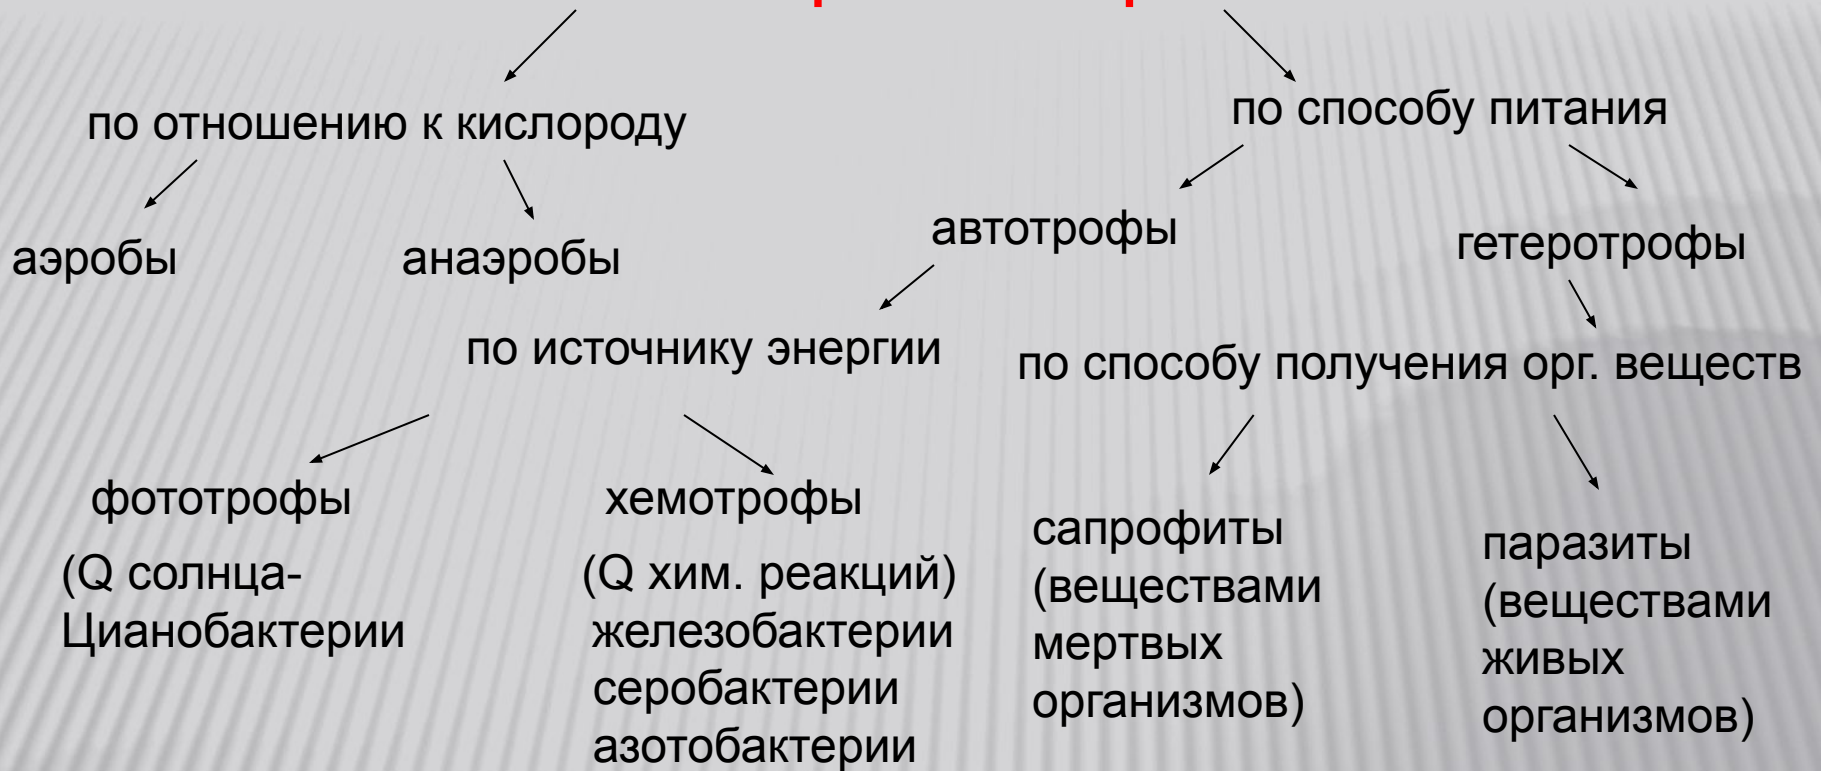 по отношению к кислороду
по способу питания
аэробы
анаэробы
автотрофы
гетеротрофы
по источнику энергии
по способу получения орг. веществ
фототрофы
(Q солнца-
Цианобактерии
хемотрофы
(Q хим. реакций)
железобактерии
серобактерии
азотобактерии
сапрофиты
(веществами
мертвых
организмов)
паразиты
(веществами
живых
организмов)